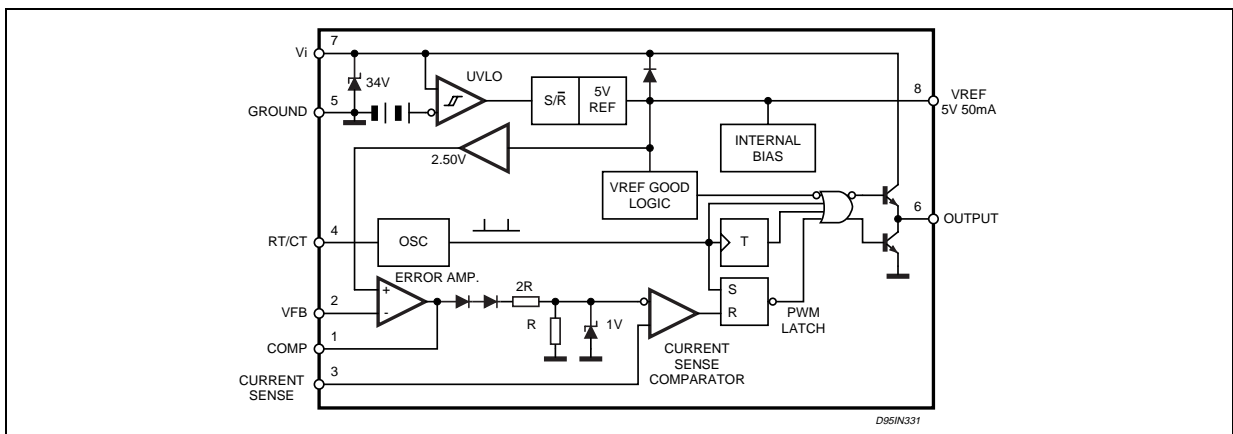 7
Vi
34V
UVLO
S/R̅
5V
REF
8
VREF
5V 50mA
5
GROUND
2.50V
INTERNAL
BIAS
VREF GOOD
LOGIC
6
OUTPUT
4
RT/CT
OSC
T
ERROR AMP.
+
-
2
VFB
2R
R
1V
S
R
PWM
LATCH
1
COMP
CURRENT
SENSE
COMPARATOR
3
CURRENT
SENSE
D95IN331